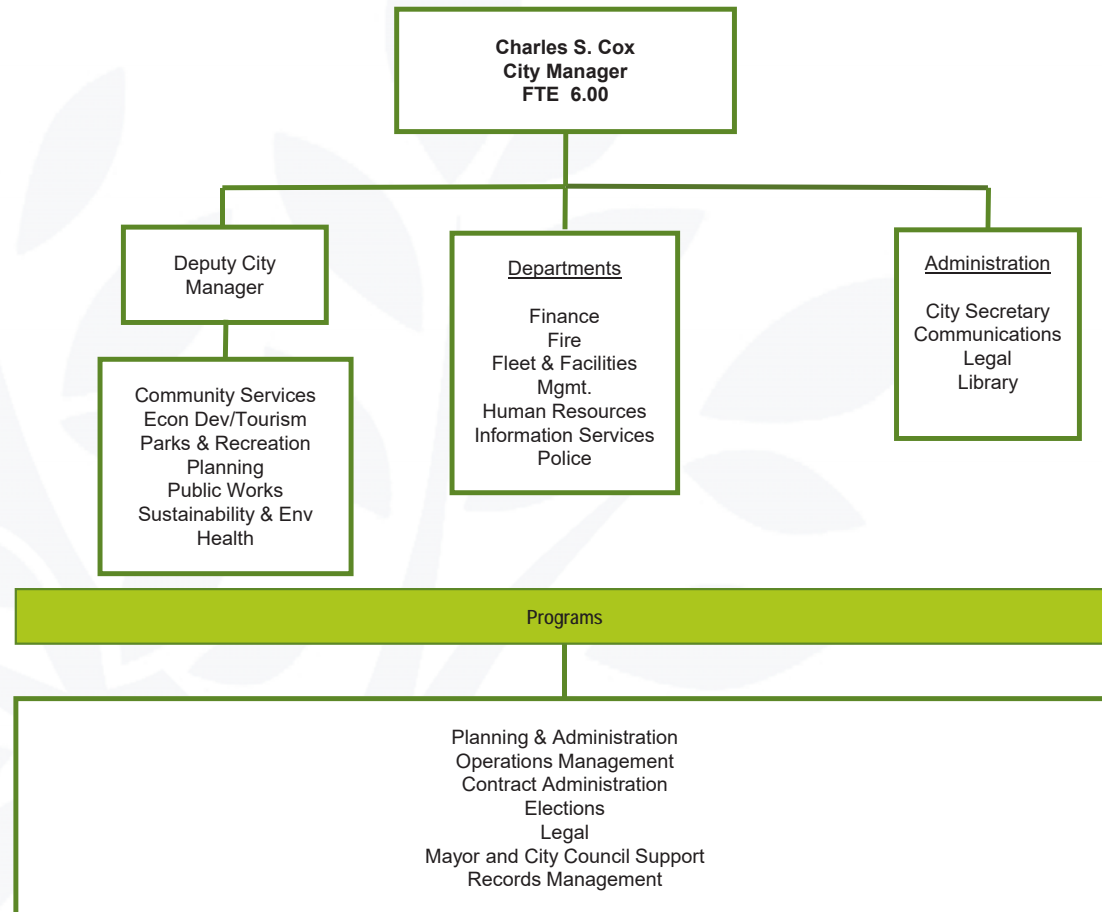 Charles S. Cox
City Manager
FTE 6.00
Deputy City
Manager
Community Services
Econ Dev/Tourism
Parks & Recreation
Planning
Public Works
Sustainability & Env
Health
Departments
Finance
Fire
Fleet & Facilities
Mgmt.
Human Resources
Information Services
Police
Administration
City Secretary
Communications
Legal
Library
Programs
Planning & Administration
Operations Management
Contract Administration
Elections
Legal
Mayor and City Council Support
Records Management